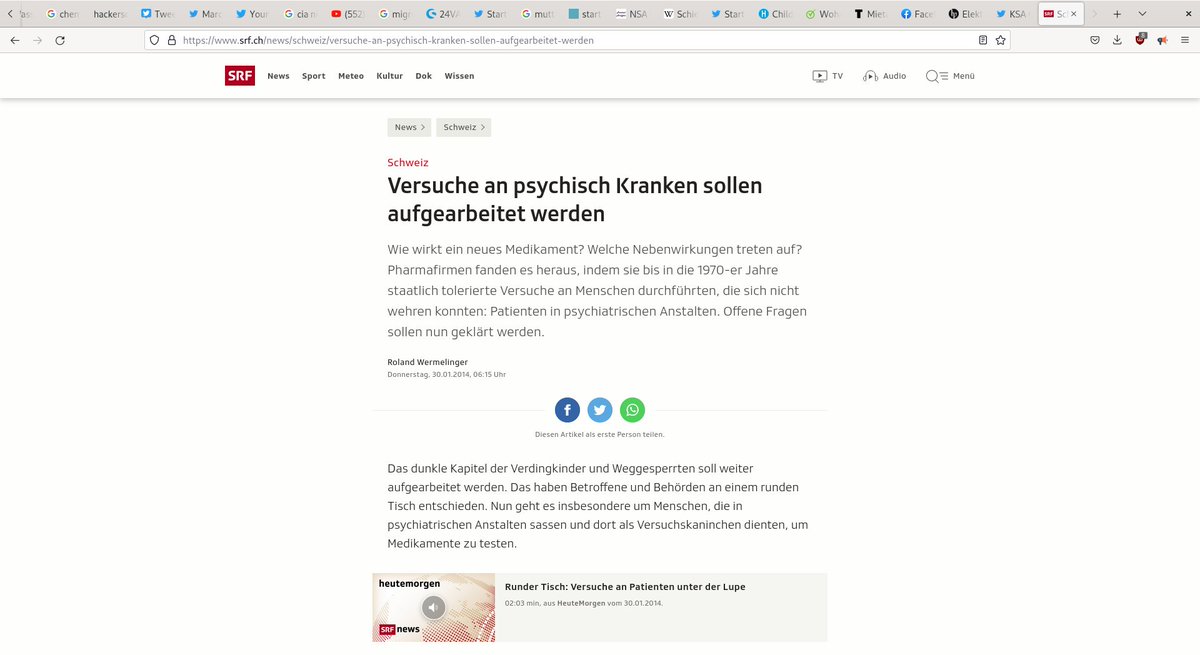 chen
hackers
Twee
Marc
Your
cia ni
(552
migr
24VA
Start
mutt
start
NSA
Schie
Start
Child
Woh
Mieta
Face
Elekt
KSA
https://www.srf.ch/news/schweiz/versuche-an-psychisch-kranken-sollen-aufgearbeitet-werden
SRF News Sport Meteo Kultur Dok Wissen TV Audio Menü
News Schweiz
Schweiz
Versuche an psychisch Kranken sollen
aufgearbeitet werden
Wie wirkt ein neues Medikament? Welche Nebenwirkungen treten auf?
Pharmafirmen fanden es heraus, indem sie bis in die 1970-er Jahre
staatlich tolerierte Versuche an Menschen durchführten, die sich nicht
wehren konnten: Patienten in psychiatrischen Anstalten. Offene Fragen
sollen nun geklärt werden.
Roland Wermelinger
Donnerstag, 30.01.2014, 06:15 Uhr
Diesen Artikel als erste Person teilen.
Das dunkle Kapitel der Verdingkinder und Weggesperrten soll weiter
aufgearbeitet werden. Das haben Betroffene und Behörden an einem runden
Tisch entschieden. Nun geht es insbesondere um Menschen, die in
psychiatrischen Anstalten sassen und dort als Versuchskaninchen dienten, um
Medikamente zu testen.
heutemorgen
SRF news
Runder Tisch: Versuche an Patienten unter der Lupe
02:03 min, aus HeuteMorgen vom 30.01.2014.